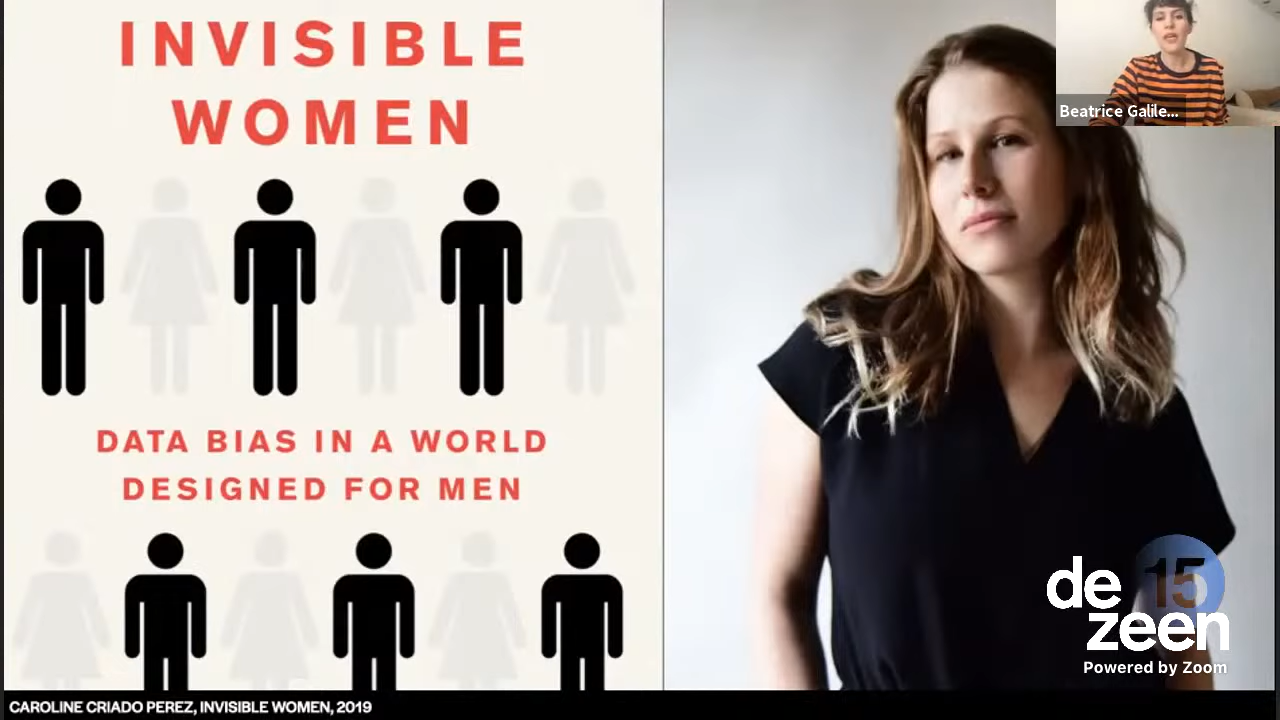 INVISIBLE
WOMEN
DATA BIAS IN A WORLD
DESIGNED FOR MEN
Beatrice Galile...
de 15
zeen
Powered by Zoom
CAROLINE CRIADO PEREZ, INVISIBLE WOMEN, 2019